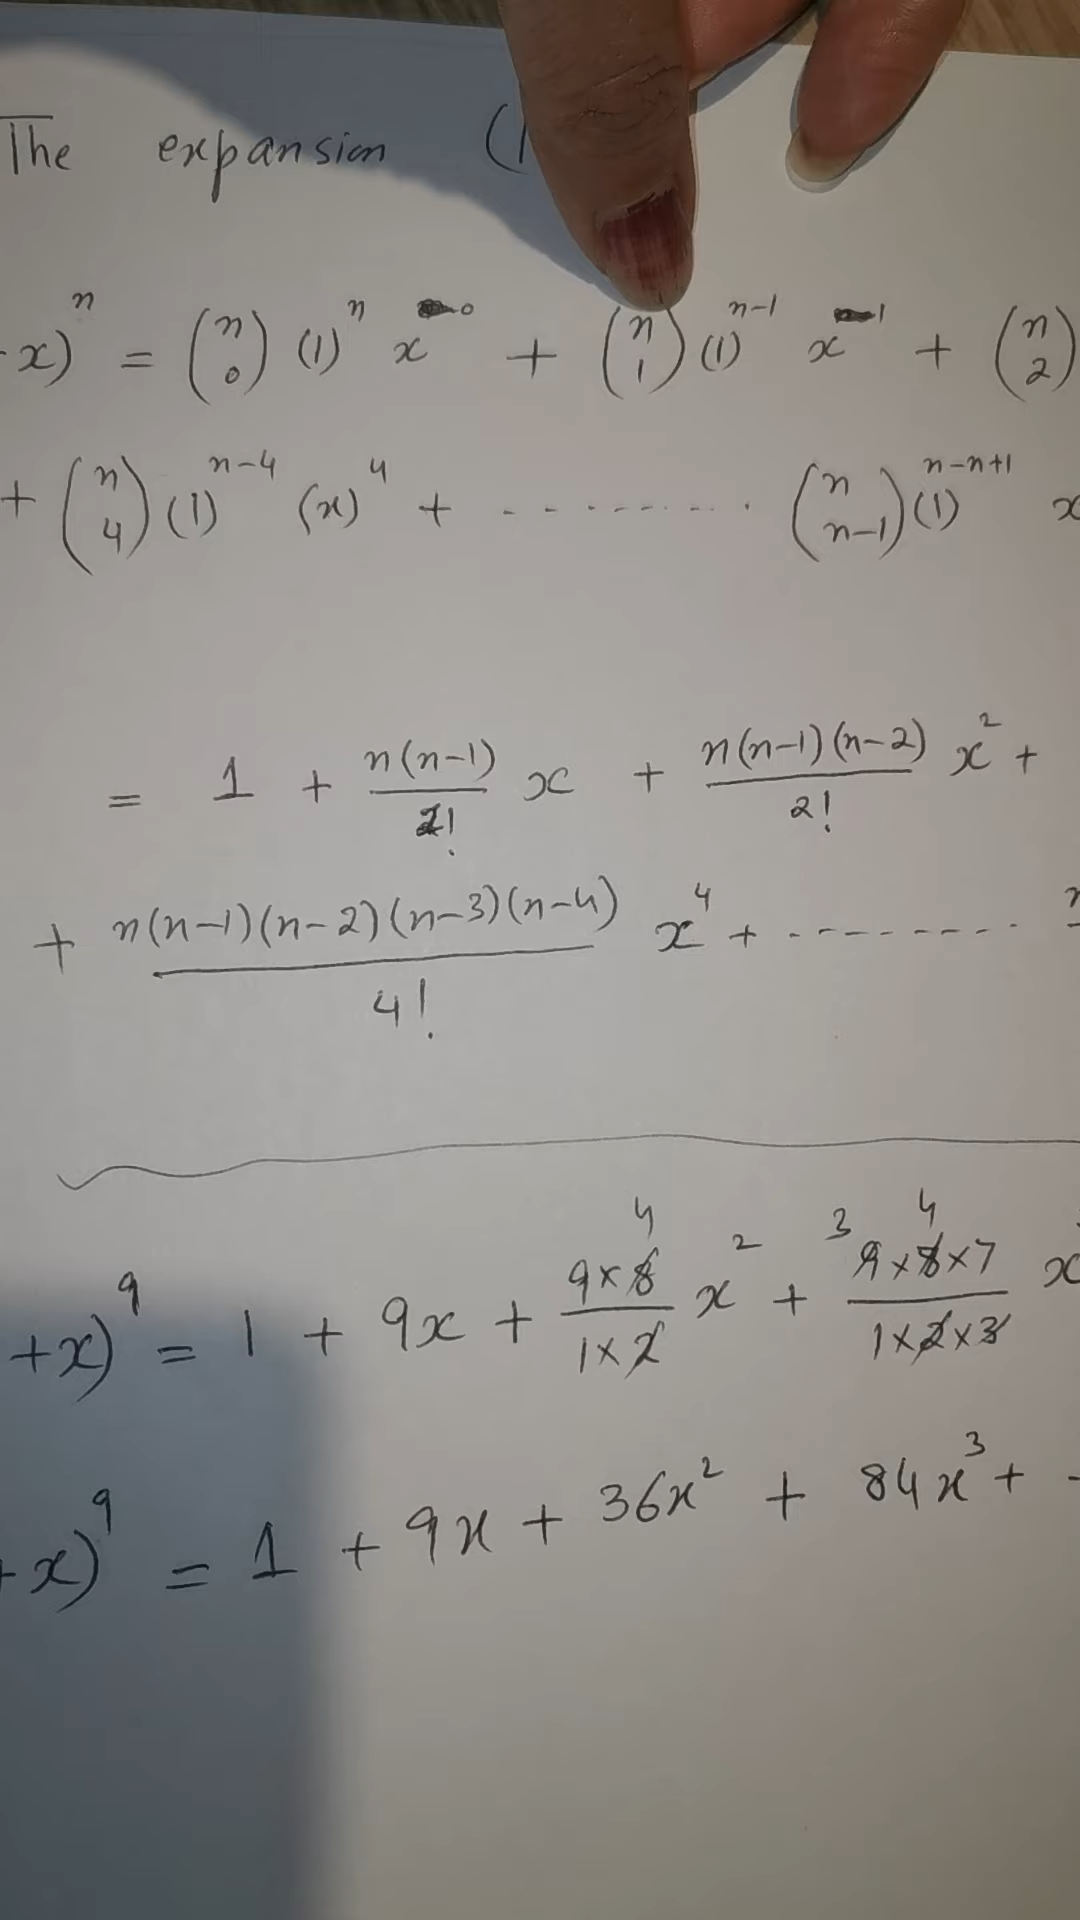 The expansion (1
x)^n = (n 0) (1)^n x^0 + (n 1) (1)^{n-1} x^1 + (n 2)
+ (n 4) (1)^{n-4} (x)^4 + ......... (n n-1) (1)^{n-n+1} x
= 1 + n(n-1)/1! x + n(n-1)(n-2)/2! x^2 +
+ n(n-1)(n-2)(n-3)(n-4)/4! x^4 + ---------
+x)^9 = 1 + 9x + 9×8/1×2 x^2 + 9×8×7/1×2×3 x
+x)^9 = 1 + 9x + 36x^2 + 84x^3 +